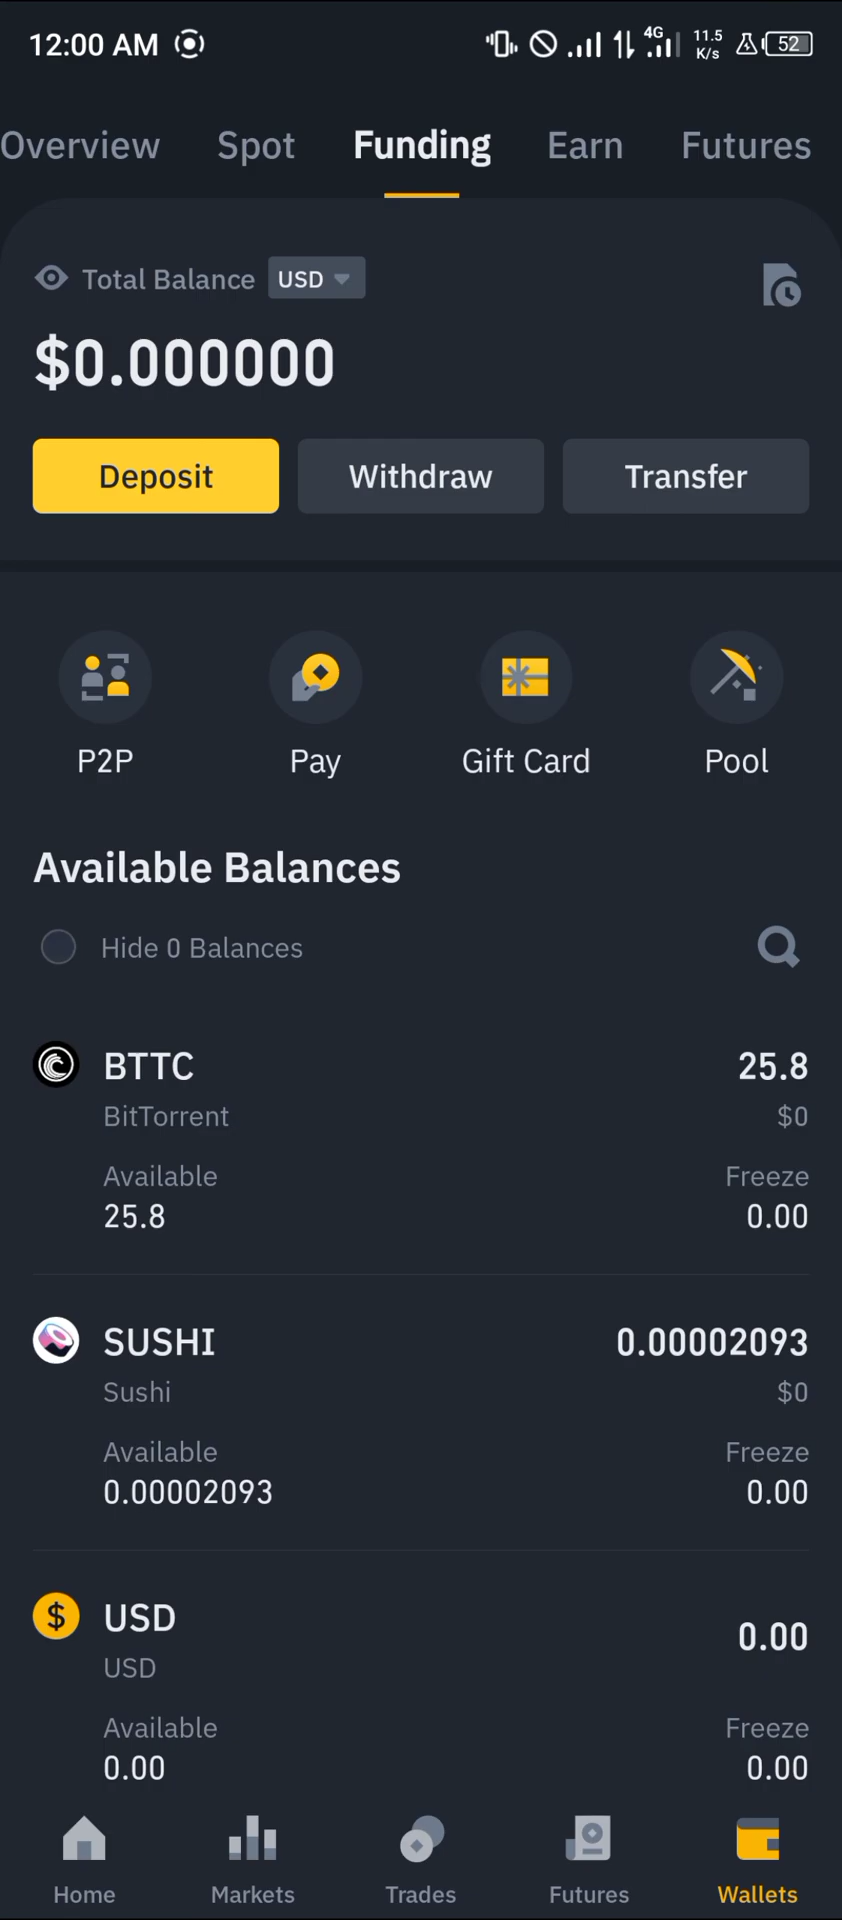 12:00 AM 4G 11.5 K/s 52
Overview Spot Funding Earn Futures
Total Balance USD
$0.000000
Deposit Withdraw Transfer
P2P Pay Gift Card Pool
Available Balances
Hide 0 Balances
BTTC 25.8
BitTorrent $0
Available Freeze
25.8 0.00
SUSHI 0.00002093
Sushi $0
Available Freeze
0.00002093 0.00
USD 0.00
USD
Available Freeze
0.00 0.00
Home Markets Trades Futures Wallets